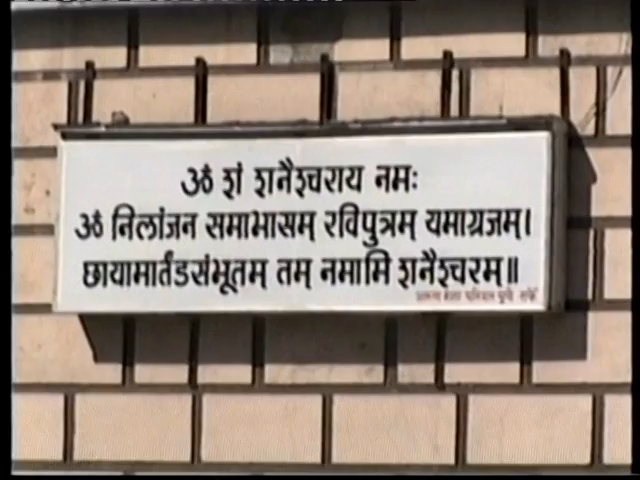 ॐ शं शनैश्चराय नमः
ॐ निलांजन समाभासम् रविपुत्रम् यमाग्रजम्।
छायामार्तंडसंभूतम् तम् नमामि शनैश्चरम्॥